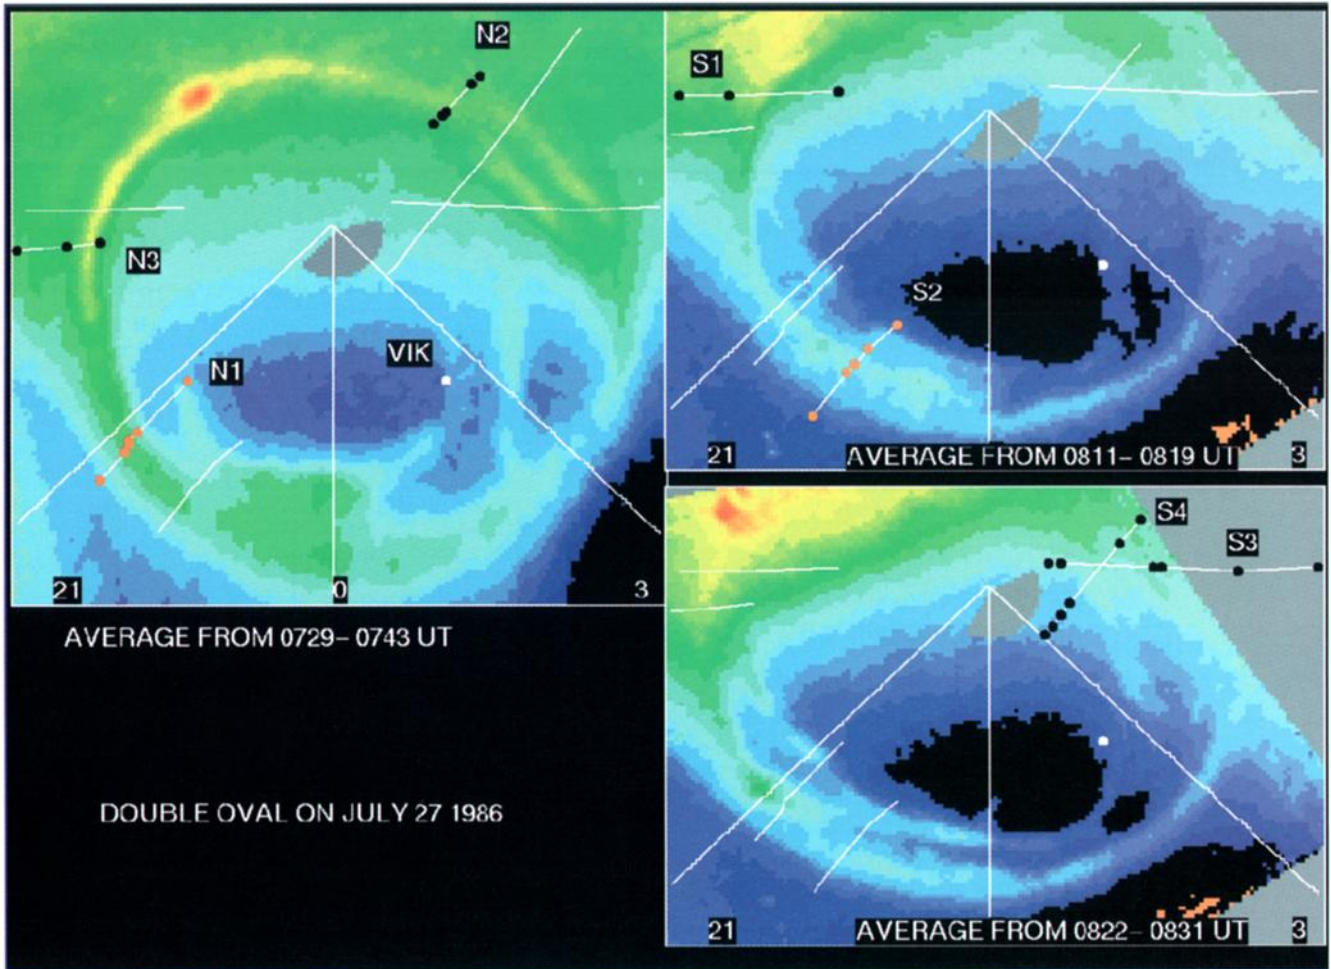 N2
N3
N1
VIK
21
0
3
AVERAGE FROM 0729– 0743 UT
DOUBLE OVAL ON JULY 27 1986
S1
S2
21
AVERAGE FROM 0811– 0819 UT
3
S4
S3
21
AVERAGE FROM 0822– 0831 UT
3